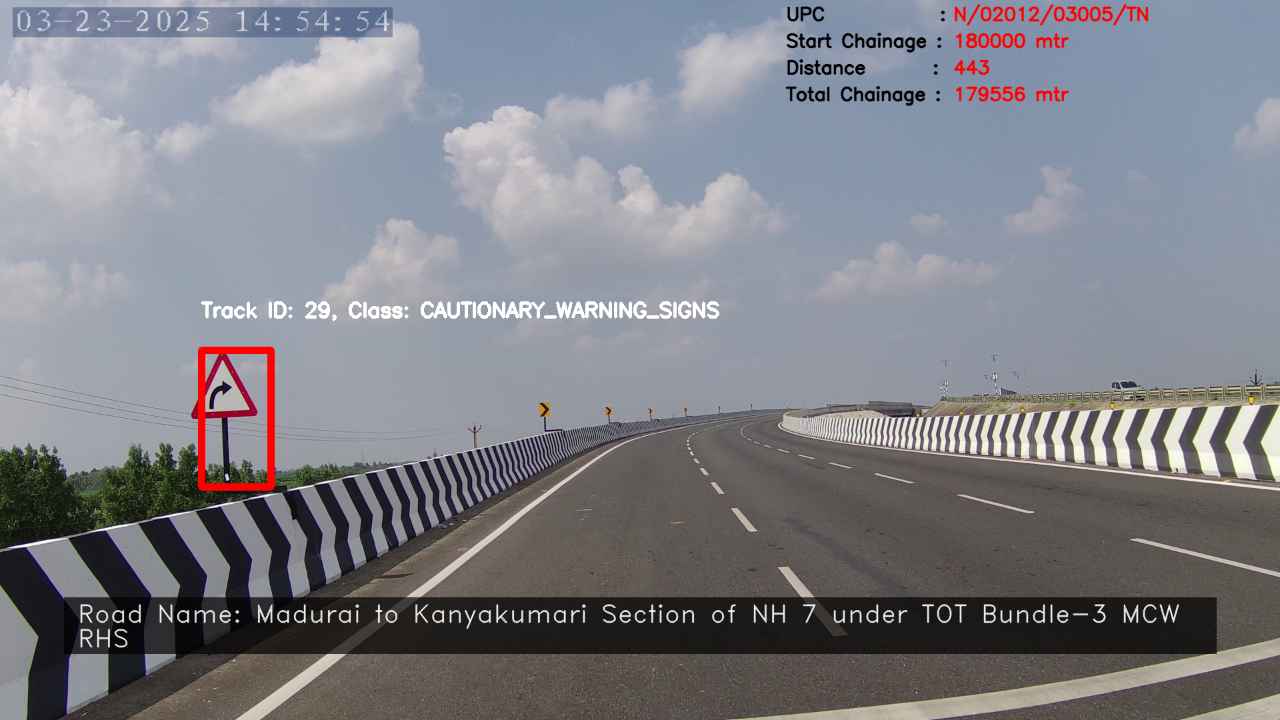 03-23-2025 14:54:54
UPC : N/02012/03005/TN
Start Chainage : 180000 mtr
Distance : 443
Total Chainage : 179556 mtr
Track ID: 29, Class: CAUTIONARY_WARNING_SIGNS
Road Name: Madurai to Kanyakumari Section of NH 7 under TOT Bundle-3 MCW
RHS